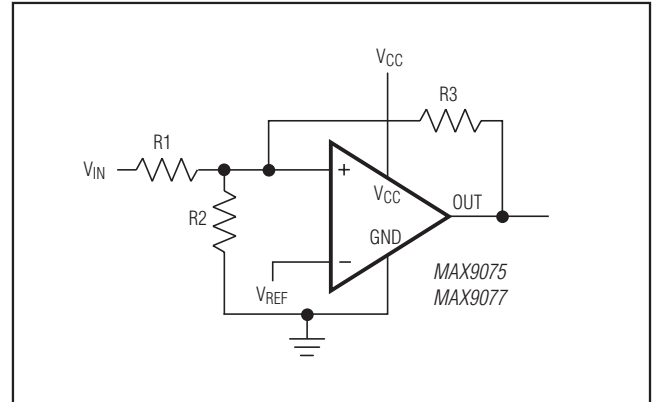 VCC
R3
R1
VIN
+
VCC
OUT
R2
GND
−
VREF
MAX9075
MAX9077